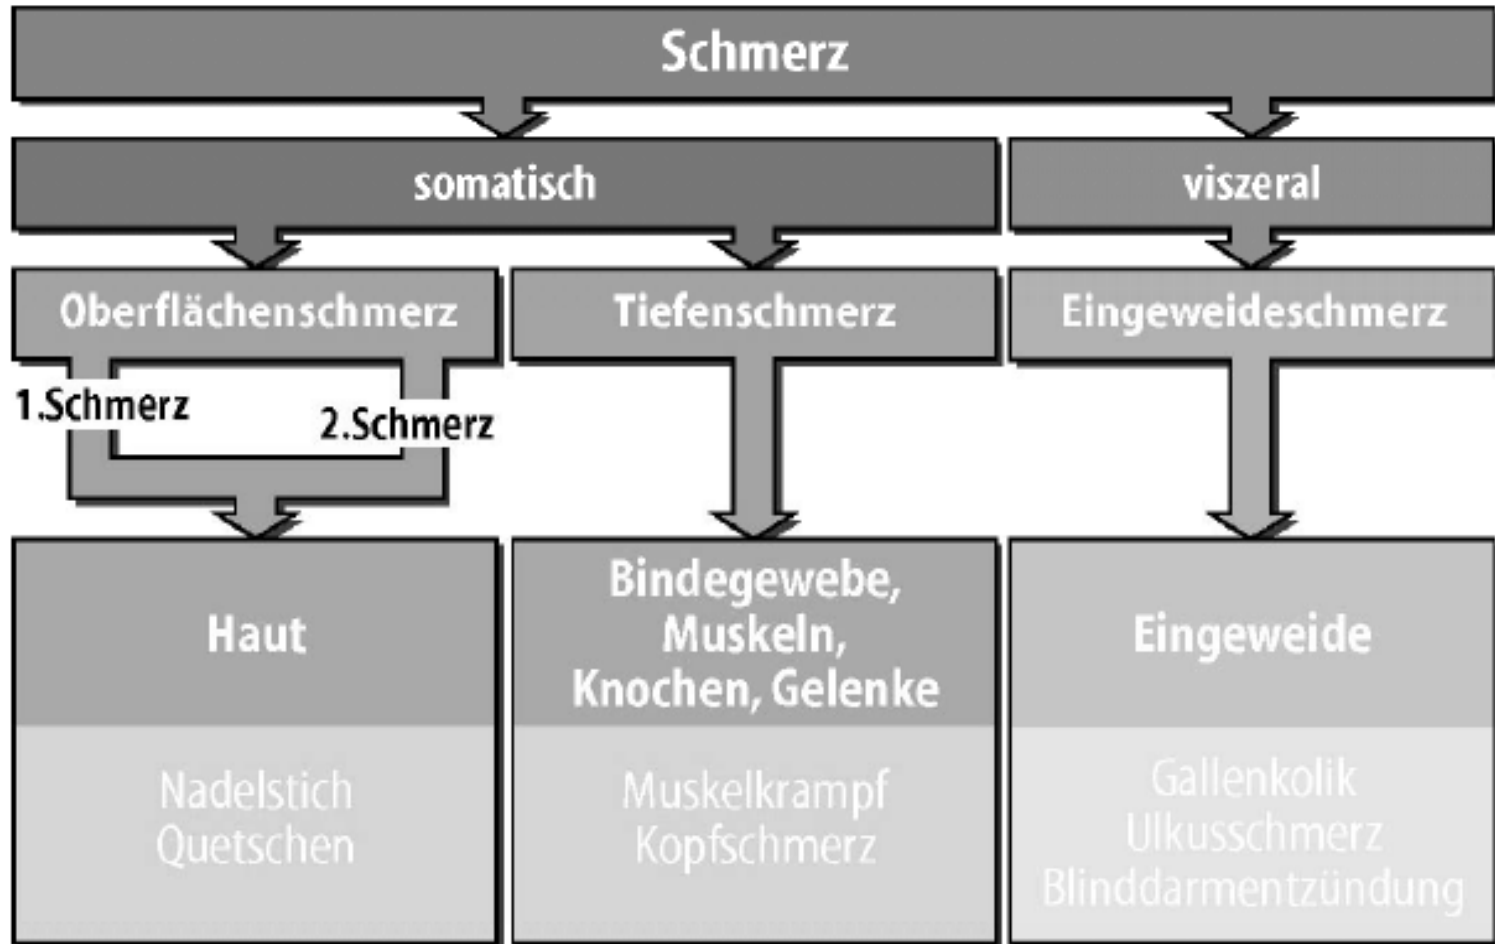 Schmerz
somatisch
viszeral
Oberflächenschmerz
Tiefenschmerz
Eingeweideschmerz
1.Schmerz
2.Schmerz
Haut
Bindegewebe,
Muskeln,
Knochen, Gelenke
Eingeweide
Nadelstich
Quetschen
Muskelkrampf
Kopfschmerz
Gallenkolik
Ulkusschmerz
Blinddarmentzündung